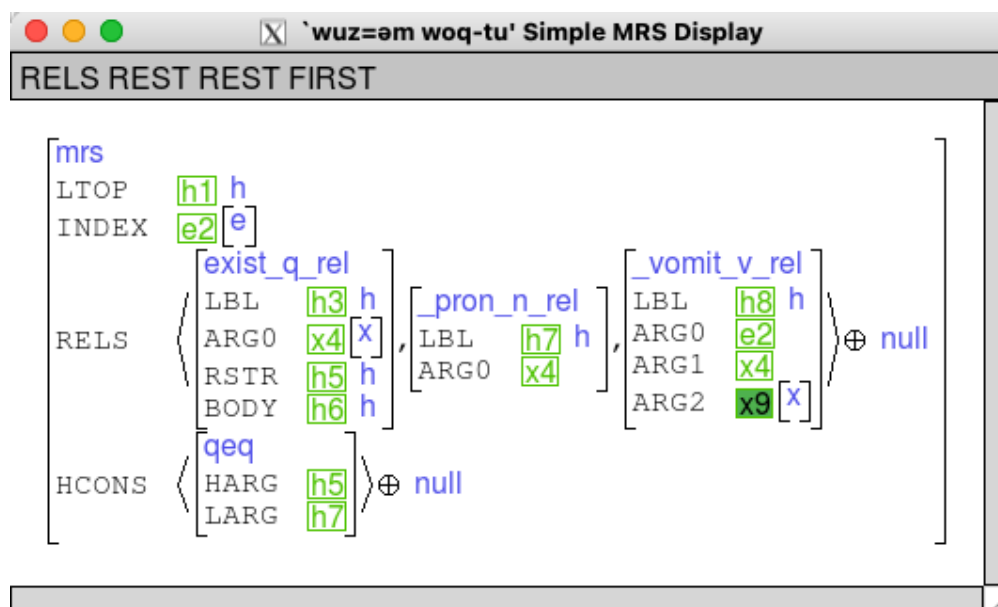 `wuz=əm woq-tu' Simple MRS Display
RELS REST REST FIRST
mrs
LTOP h1 h
INDEX e2 [e]
RELS ⟨ [exist_q_rel LBL h3 h ARG0 x4 [x] RSTR h5 h BODY h6 h], [_pron_n_rel LBL h7 h ARG0 x4], [_vomit_v_rel LBL h8 h ARG0 e2 ARG1 x4 ARG2 x9 [x]] ⟩ ⊕ null
HCONS ⟨ [qeq HARG h5 LARG h7] ⟩ ⊕ null